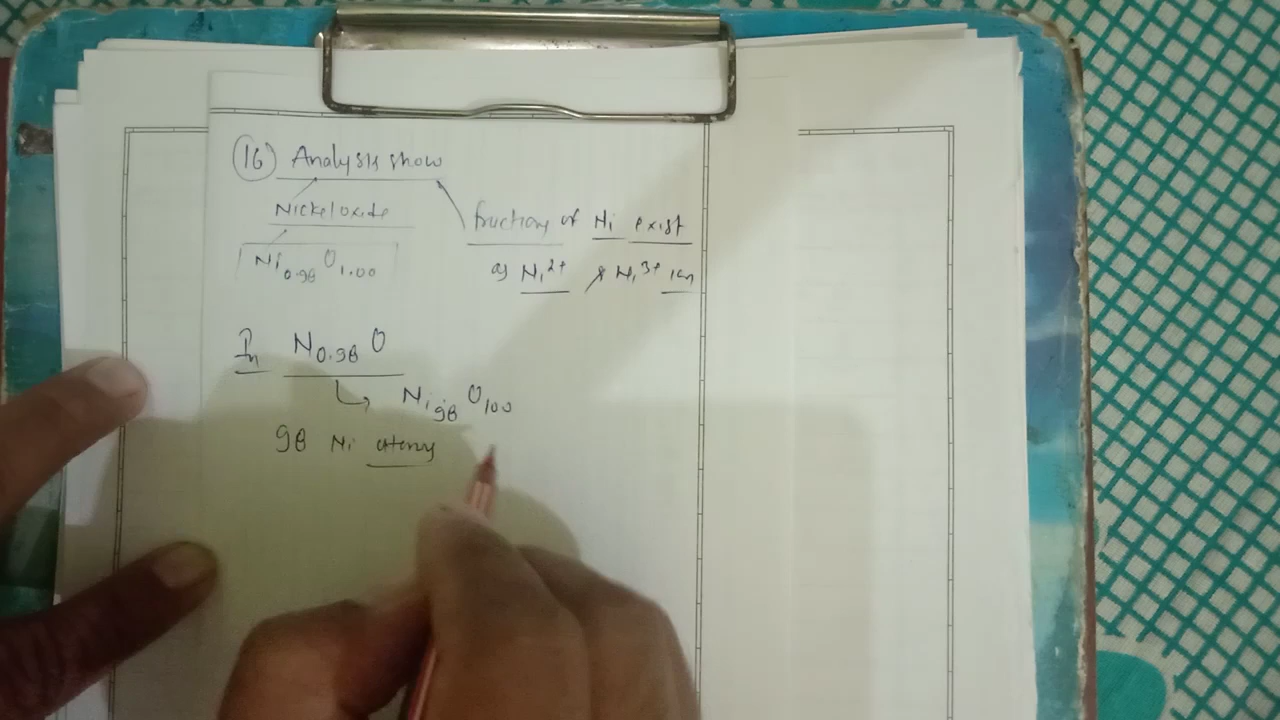 (16) Analysis show
Nickel oxide
Ni0.98 O1.00
fractions of Ni exist
as Ni2+ & Ni3+ ion
In N0.98 O
Ni98 O100
98 Ni atoms